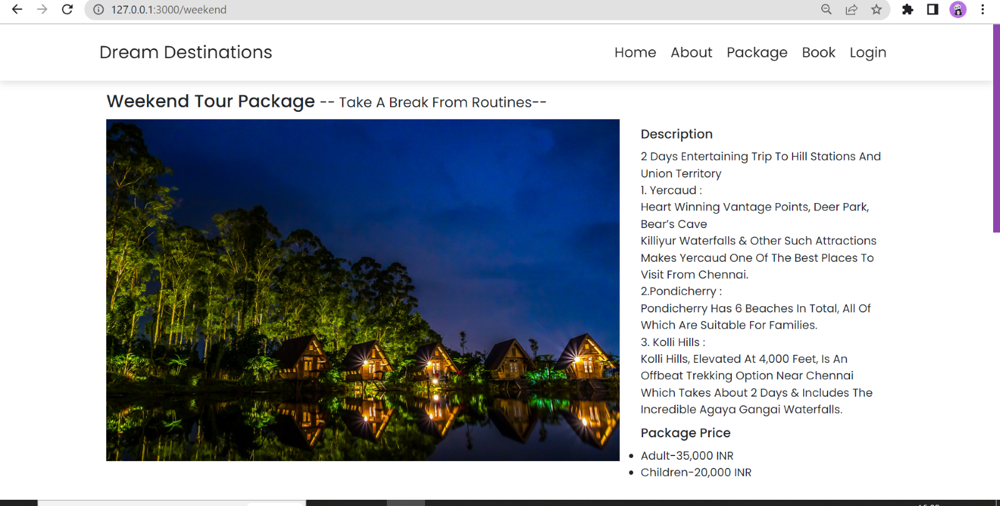 127.0.0.1:3000/weekend
Dream Destinations
Home About Package Book Login
Weekend Tour Package -- Take A Break From Routines--
Description
2 Days Entertaining Trip To Hill Stations And
Union Territory
1. Yercaud :
Heart Winning Vantage Points, Deer Park,
Bear’s Cave
Killiyur Waterfalls & Other Such Attractions
Makes Yercaud One Of The Best Places To
Visit From Chennai.
2.Pondicherry :
Pondicherry Has 6 Beaches In Total, All Of
Which Are Suitable For Families.
3. Kolli Hills :
Kolli Hills, Elevated At 4,000 Feet, Is An
Offbeat Trekking Option Near Chennai
Which Takes About 2 Days & Includes The
Incredible Agaya Gangai Waterfalls.
Package Price
Adult-35,000 INR
Children-20,000 INR